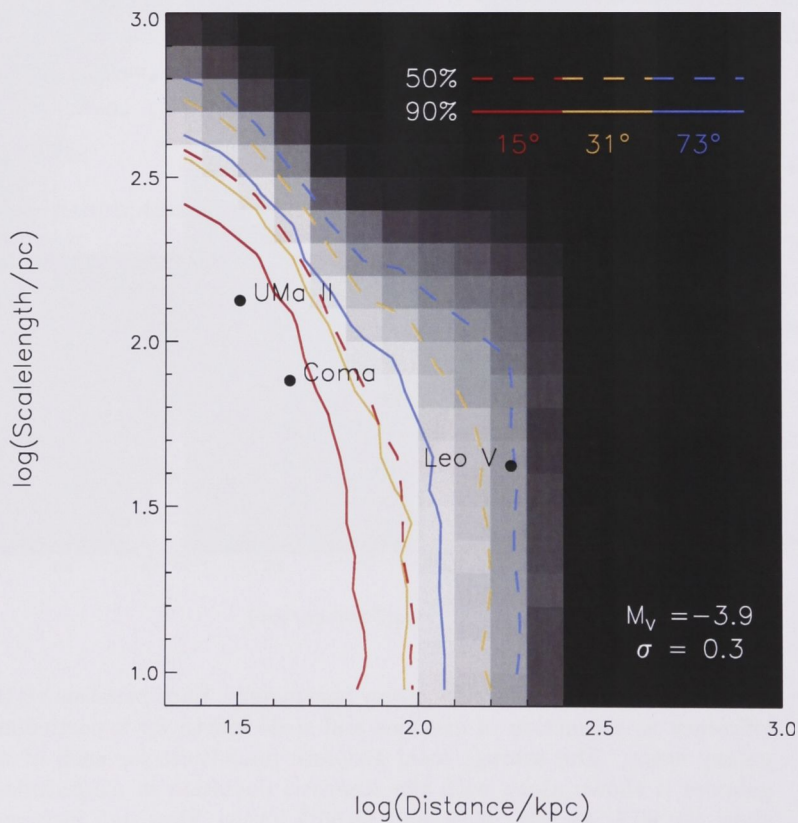 3.0
50%
90%
15° 31° 73°
2.5
log(Scalelength/pc)
UMa II
2.0
Coma
Leo V
1.5
Mv =−3.9
σ = 0.3
1.0
1.5 2.0 2.5 3.0
log(Distance/kpc)